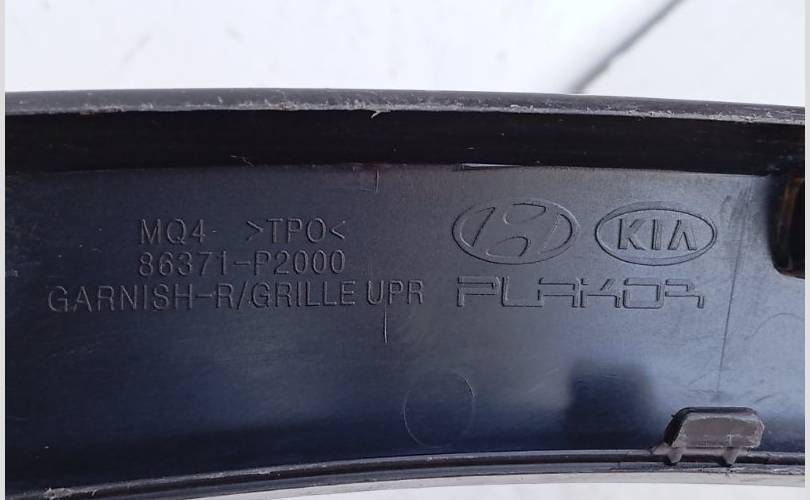 MQ4 >TPO<
86371-P2000
GARNISH-R/GRILLE UPR
KIA
PLAKOR